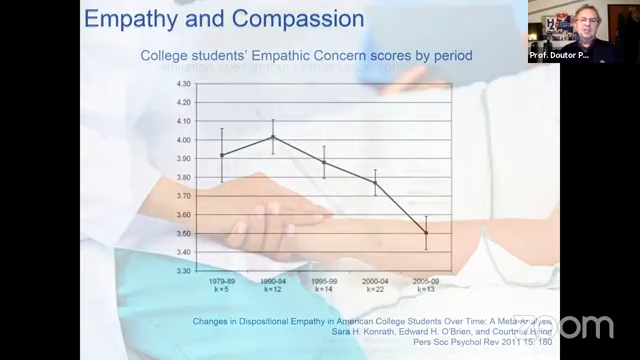 Empathy and Compassion
College students' Empathic Concern scores by period
4.30
4.20
4.10
4.00
3.90
3.80
3.70
3.60
3.50
3.40
3.30
1979-89 1990-94 1995-99 2000-04 2005-09
k=5 k=12 k=14 k=22 k=13
Changes in Dispositional Empathy in American College Students Over Time: A Meta-Analysis
Sara H. Konrath, Edward H. O'Brien, and Courtney
Pers Soc Psychol Rev 2011 15: 180
Prof. Doutor P...
zoom